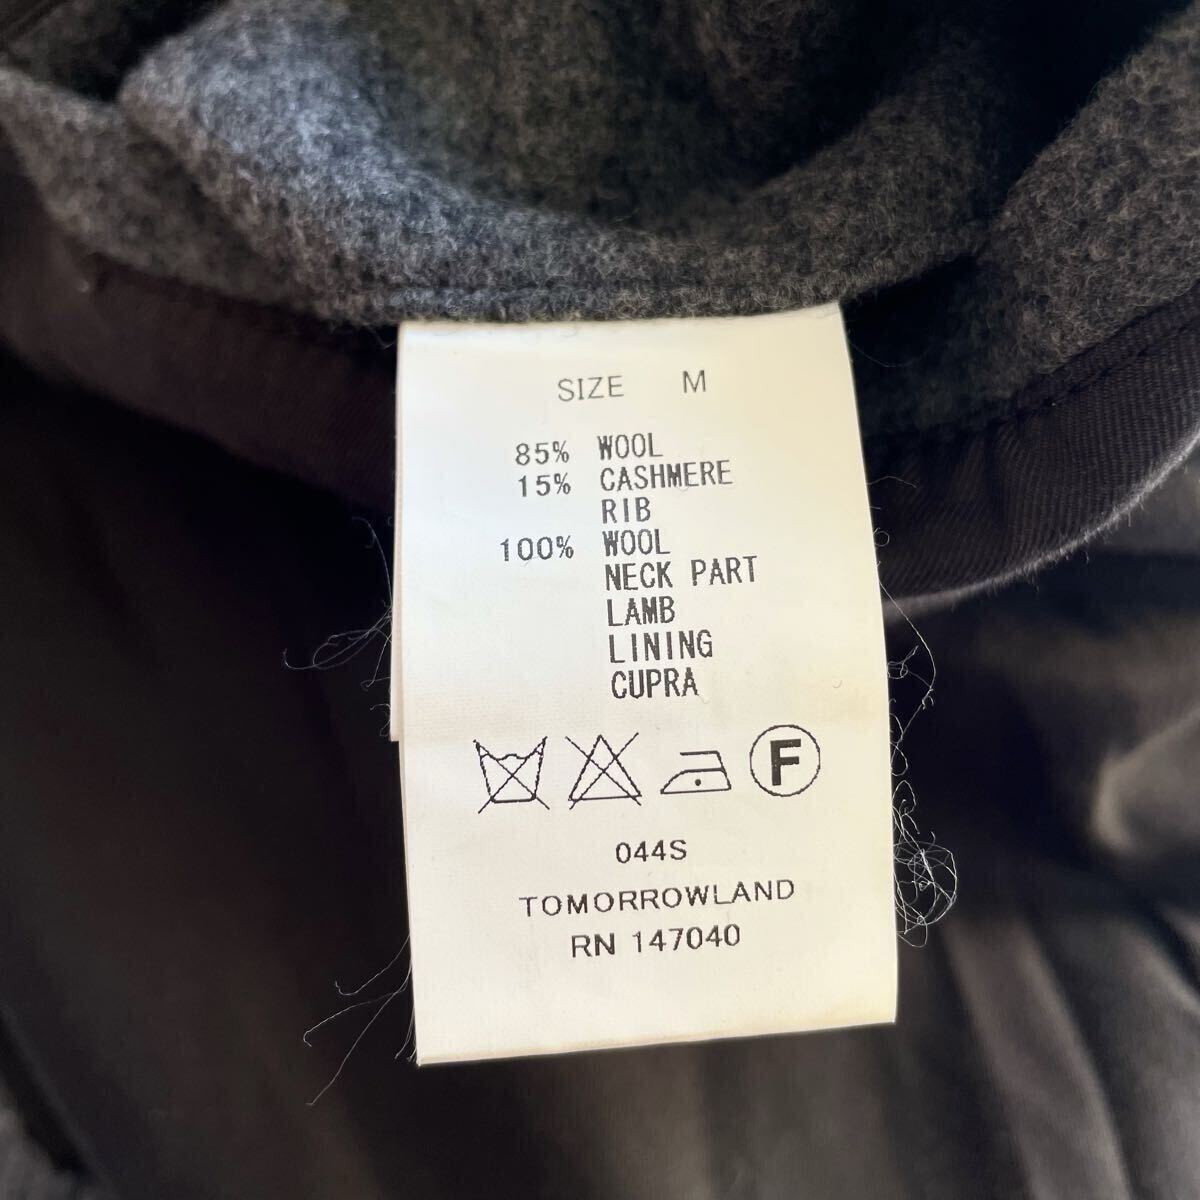 SIZE M
85% WOOL
15% CASHMERE
RIB
100% WOOL
NECK PART
LAMB
LINING
CUPRA
F
044S
TOMORROWLAND
RN 147040